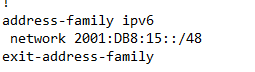 !
address-family ipv6
 network 2001:DB8:15::/48
exit-address-family